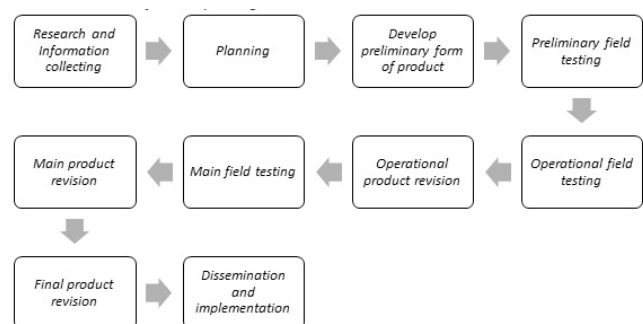 Research and
Information
collecting
Planning
Develop
preliminary form
of product
Preliminary field
testing
Operational field
testing
Operational
product revision
Main field testing
Main product
revision
Final product
revision
Dissemination
and
implementation